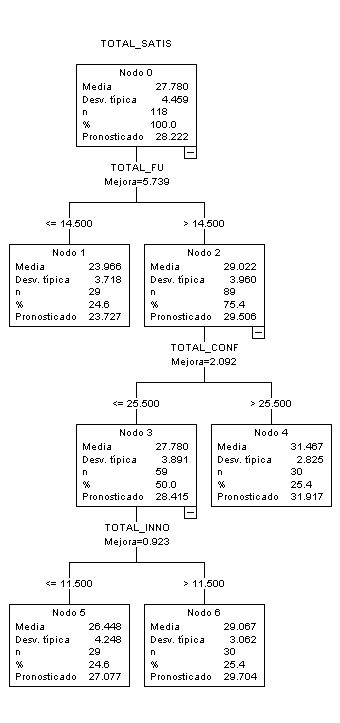 TOTAL_SATIS
Nodo 0
Media 27.780
Desv. típica 4.459
n 118
% 100.0
Pronosticado 28.222
TOTAL_FU
Mejora=5.739
<= 14.500
> 14.500
Nodo 1
Media 23.966
Desv. típica 3.718
n 29
% 24.6
Pronosticado 23.727
Nodo 2
Media 29.022
Desv. típica 3.960
n 89
% 75.4
Pronosticado 29.506
TOTAL_CONF
Mejora=2.092
<= 25.500
> 25.500
Nodo 3
Media 27.780
Desv. típica 3.891
n 59
% 50.0
Pronosticado 28.415
Nodo 4
Media 31.467
Desv. típica 2.825
n 30
% 25.4
Pronosticado 31.917
TOTAL_INNO
Mejora=0.923
<= 11.500
> 11.500
Nodo 5
Media 26.448
Desv. típica 4.248
n 29
% 24.6
Pronosticado 27.077
Nodo 6
Media 29.067
Desv. típica 3.062
n 30
% 25.4
Pronosticado 29.704